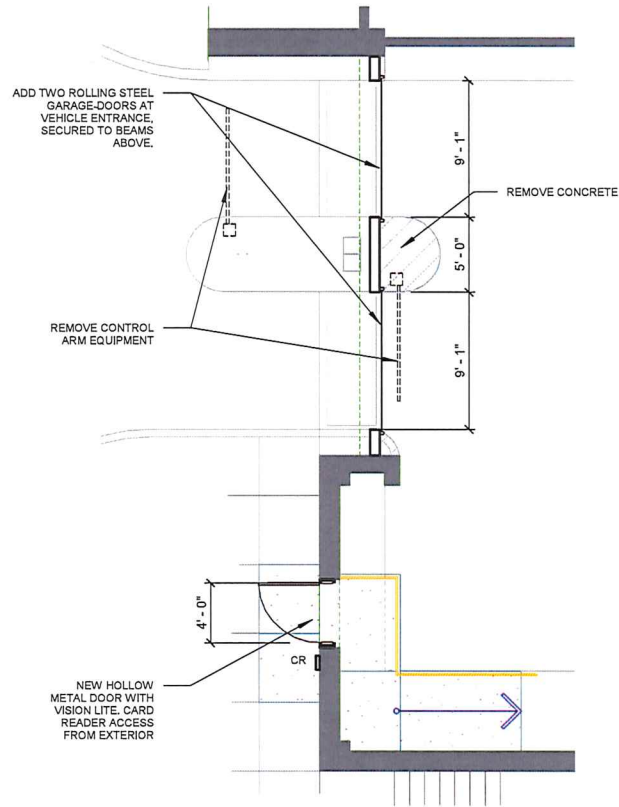 ADD TWO ROLLING STEEL
GARAGE-DOORS AT
VEHICLE ENTRANCE,
SECURED TO BEAMS
ABOVE.
9' - 1"
REMOVE CONCRETE
5' - 0"
REMOVE CONTROL
ARM EQUIPMENT
9' - 1"
4' - 0"
CR
NEW HOLLOW
METAL DOOR WITH
VISION LITE. CARD
READER ACCESS
FROM EXTERIOR